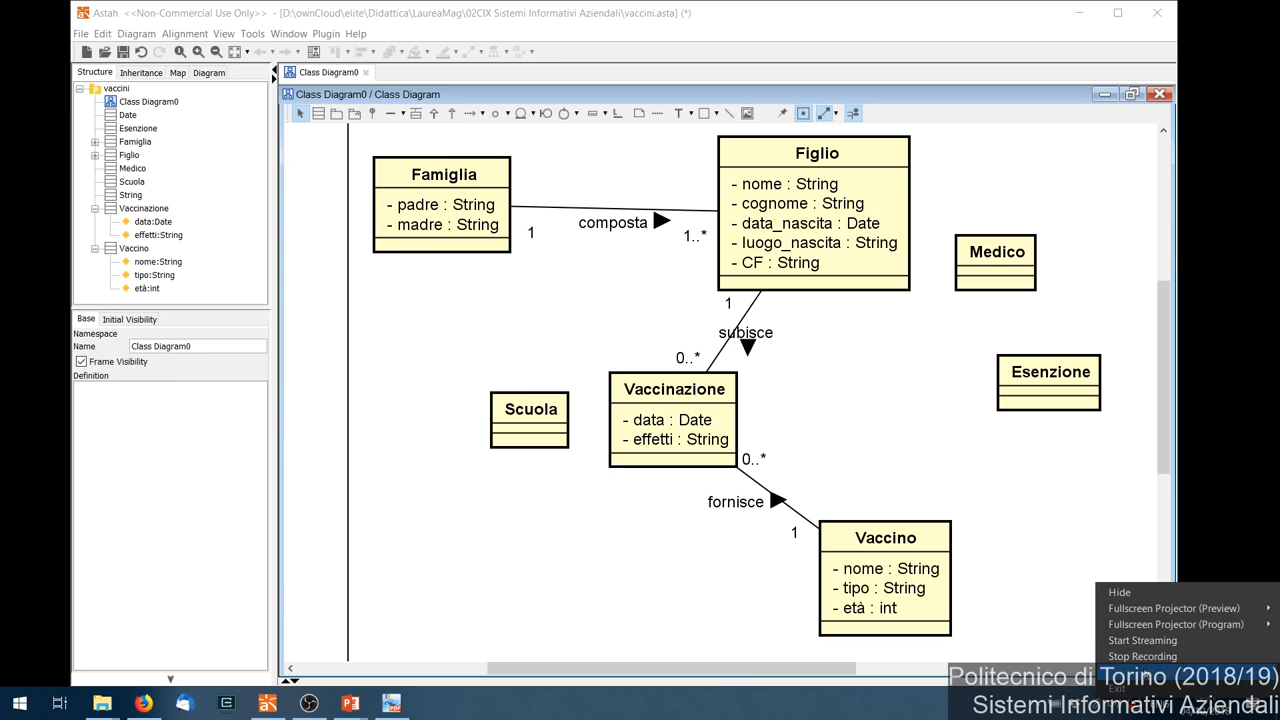 Astah <<Non-Commercial Use Only>> - [D:\ownCloud\elite\Didattica\LaureaMag\02CIX Sistemi Informativi Aziendali\vaccini.asta] (*)
File Edit Diagram Alignment View Tools Window Plugin Help
Structure Inheritance Map Diagram
Class Diagram0
vaccini
Class Diagram0
Date
Esenzione
Famiglia
Figlio
Medico
Scuola
String
Vaccinazione
data:Date
effetti:String
Vaccino
nome:String
tipo:String
età:int
Base Initial Visibility
Namespace
Name Class Diagram0
Frame Visibility
Definition
Class Diagram0 / Class Diagram
T
Famiglia
- padre : String
- madre : String
1
composta
1..*
Figlio
- nome : String
- cognome : String
- data_nascita : Date
- luogo_nascita : String
- CF : String
Medico
1
subisce
0..*
Esenzione
Vaccinazione
- data : Date
- effetti : String
Scuola
0..*
fornisce
1
Vaccino
- nome : String
- tipo : String
- età : int
Hide
Fullscreen Projector (Preview)
Fullscreen Projector (Program)
Start Streaming
Stop Recording
Exit
Politecnico di Torino (2018/19)
Sistemi Informativi Aziendali